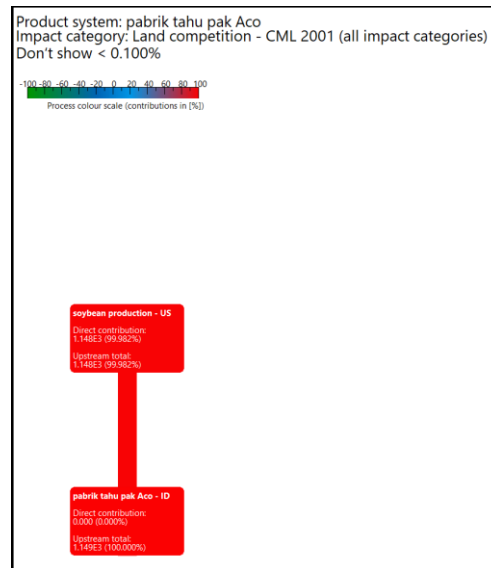 Product system: pabrik tahu pak Aco
Impact category: Land competition - CML 2001 (all impact categories)
Don't show < 0.100%
-100 -80 -60 -40 -20 0 20 40 60 80 100
Process colour scale (contributions in [%])
soybean production - US
Direct contribution:
1.148E3 (99.982%)
Upstream total:
1.148E3 (99.982%)
pabrik tahu pak Aco - ID
Direct contribution:
0.000 (0.000%)
Upstream total:
1.149E3 (100.000%)